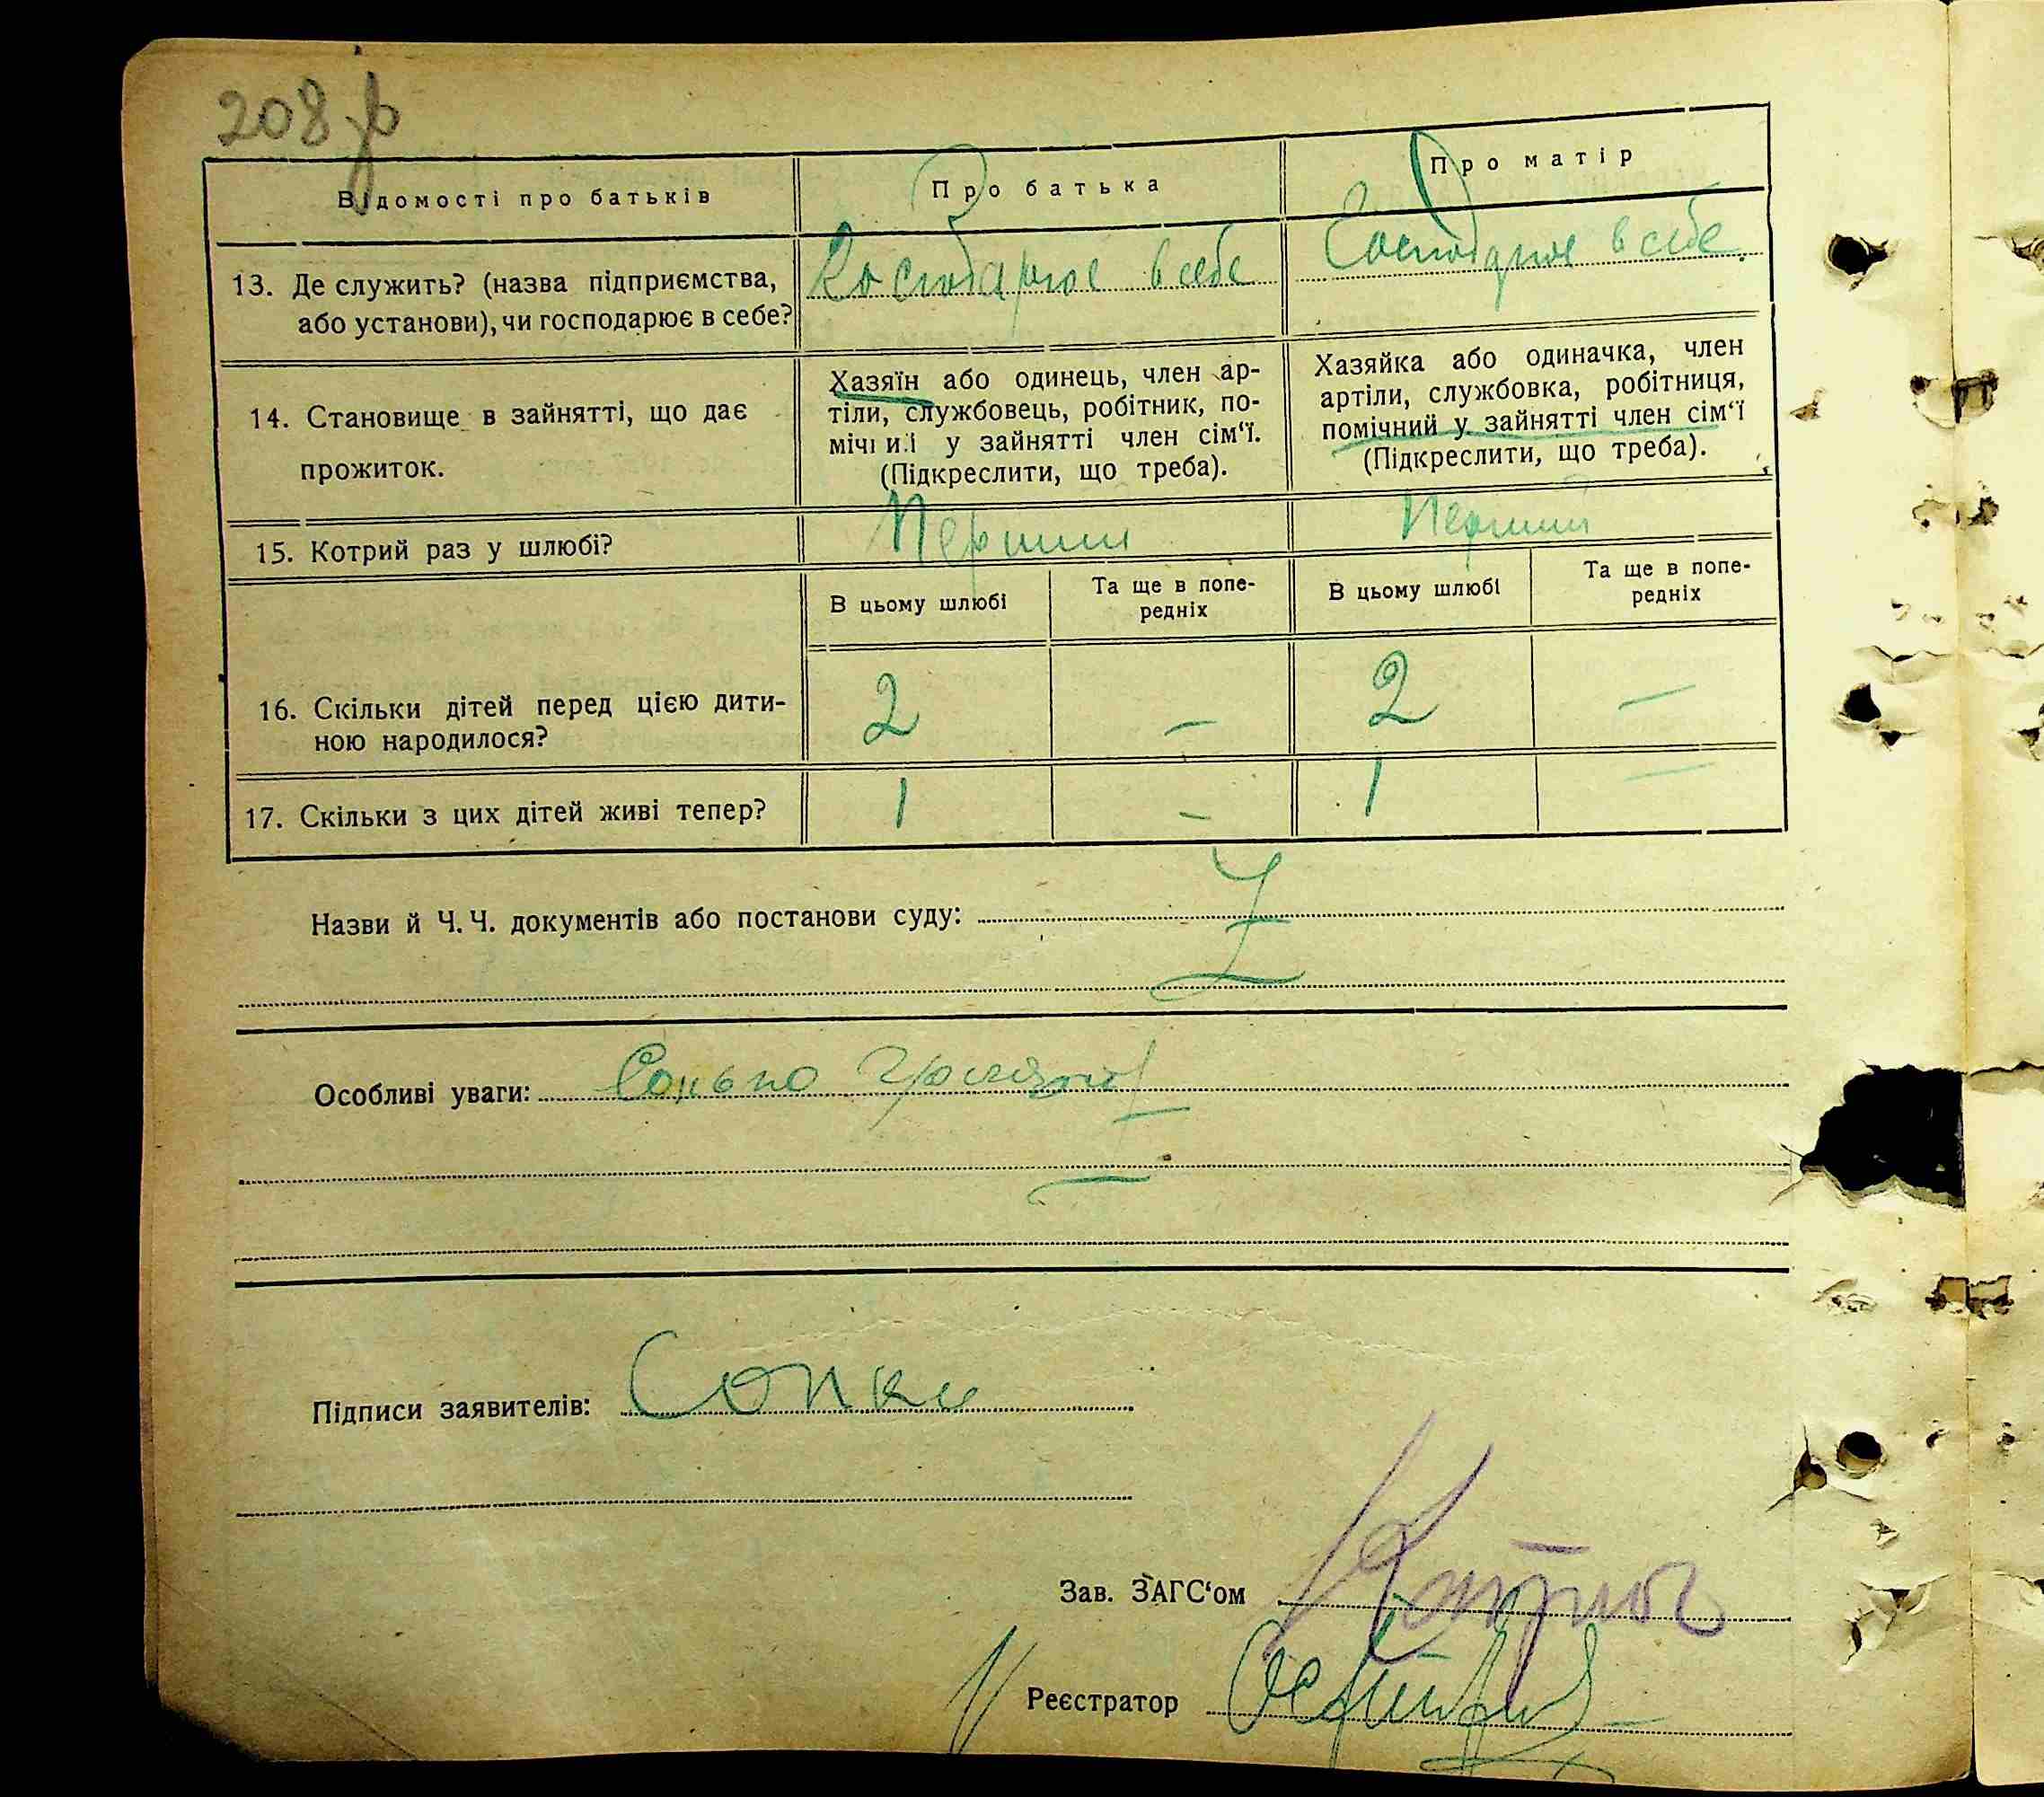 208
Відомості про батьків
Про батька
Про матір
13. Де служить? (назва підприємства,
або установи), чи господарює в себе?
Господарює в себе
Господарює в себе
14. Становище в зайнятті, що дає
прожиток.
Хазяїн або одинець, член ар-
тіли, службовець, робітник, по-
мічний у зайнятті член сім‘ї.
(Підкреслити, що треба).
Хазяйка або одиначка, член
артіли, службовка, робітниця,
помічний у зайнятті член сім‘ї
(Підкреслити, що треба).
15. Котрий раз у шлюбі?
Перший
Перший
В цьому шлюбі
Та ще в попе-
редніх
В цьому шлюбі
Та ще в попе-
редніх
16. Скільки дітей перед цією дити-
ною народилося?
2
–
2
–
17. Скільки з цих дітей живі тепер?
1
–
1
–
Назви й Ч. Ч. документів або постанови суду:
Особливі уваги:
Підписи заявителів:
Зав. ЗАГС‘ом
Реєстратор